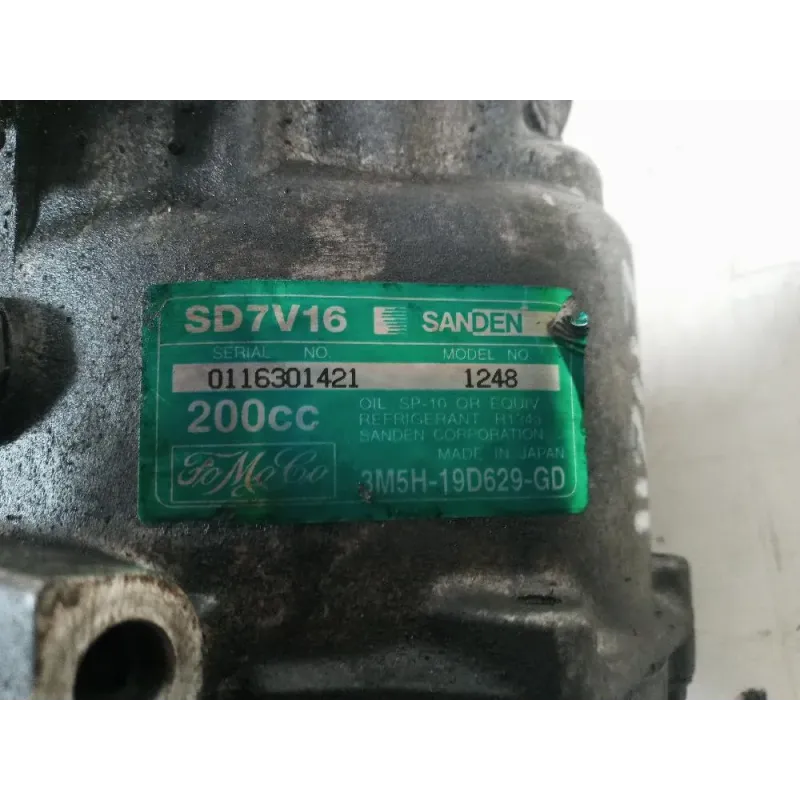 SD7V16 SANDEN
SERIAL NO. MODEL NO
0116301421 1248
200cc
OIL SP-10 OR EQUIV
REFRIGERANT
SANDEN CORPORATION
MADE IN JAPAN
FoMoCo 3M5H-19D629-GD